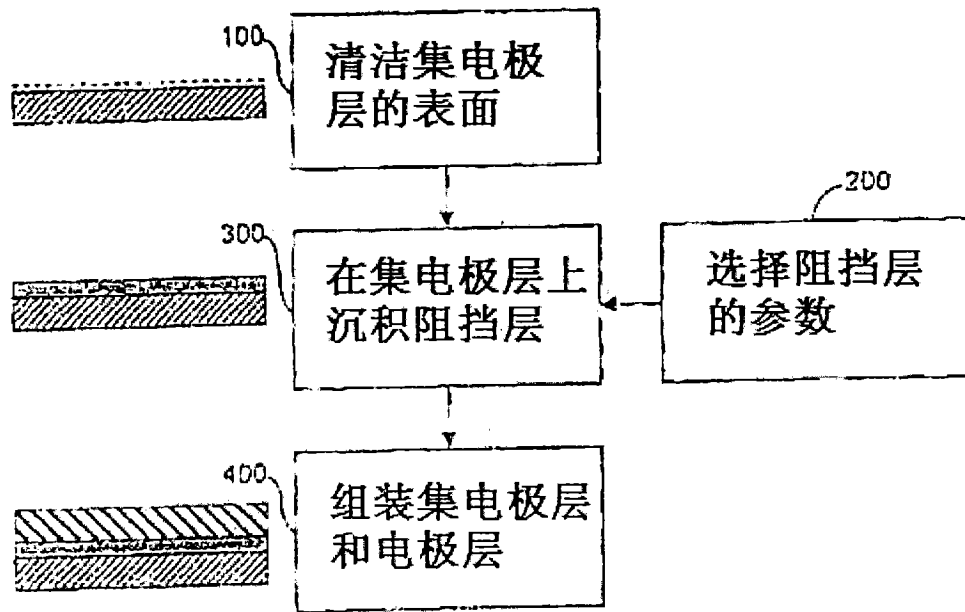 100
清洁集电极
层的表面
200
300
在集电极层上
沉积阻挡层
选择阻挡层
的参数
400
组装集电极层
和电极层